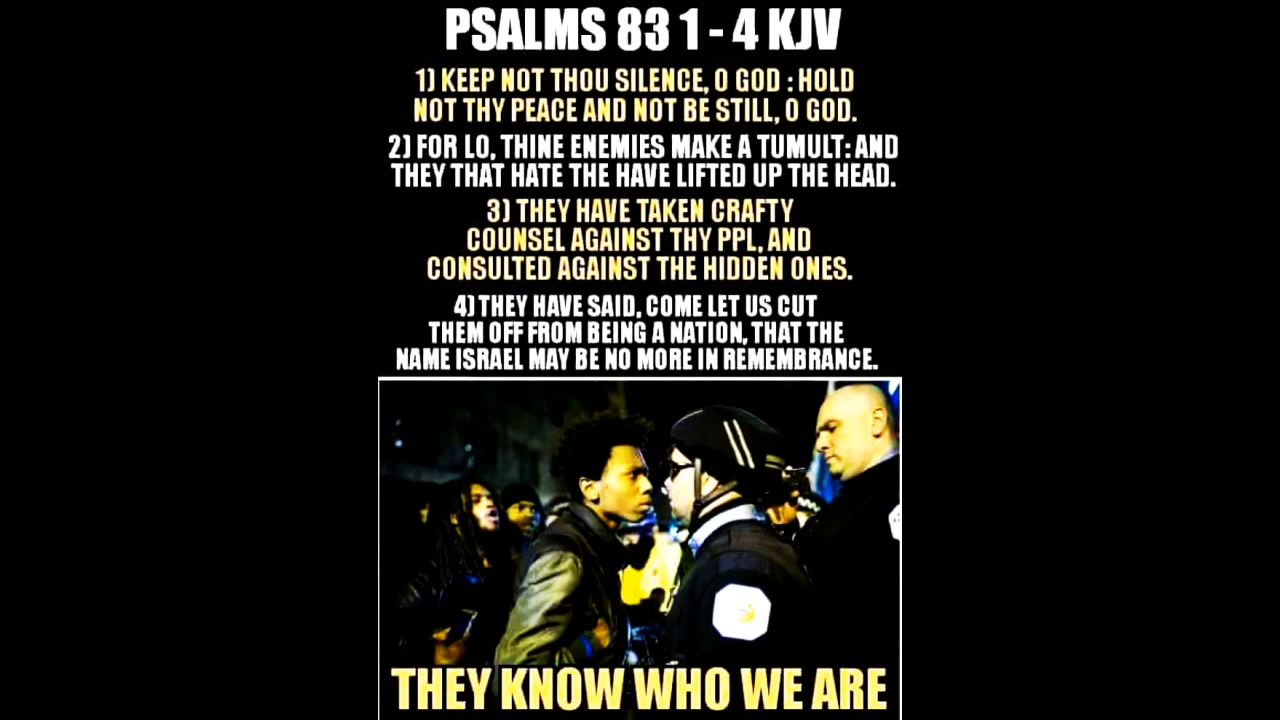 PSALMS 83 1 - 4 KJV
1) KEEP NOT THOU SILENCE, O GOD : HOLD
NOT THY PEACE AND NOT BE STILL, O GOD.
2) FOR LO, THINE ENEMIES MAKE A TUMULT: AND
THEY THAT HATE THE HAVE LIFTED UP THE HEAD.
3) THEY HAVE TAKEN CRAFTY
COUNSEL AGAINST THY PPL, AND
CONSULTED AGAINST THE HIDDEN ONES.
4) THEY HAVE SAID, COME LET US CUT
THEM OFF FROM BEING A NATION, THAT THE
NAME ISRAEL MAY BE NO MORE IN REMEMBRANCE.
THEY KNOW WHO WE ARE